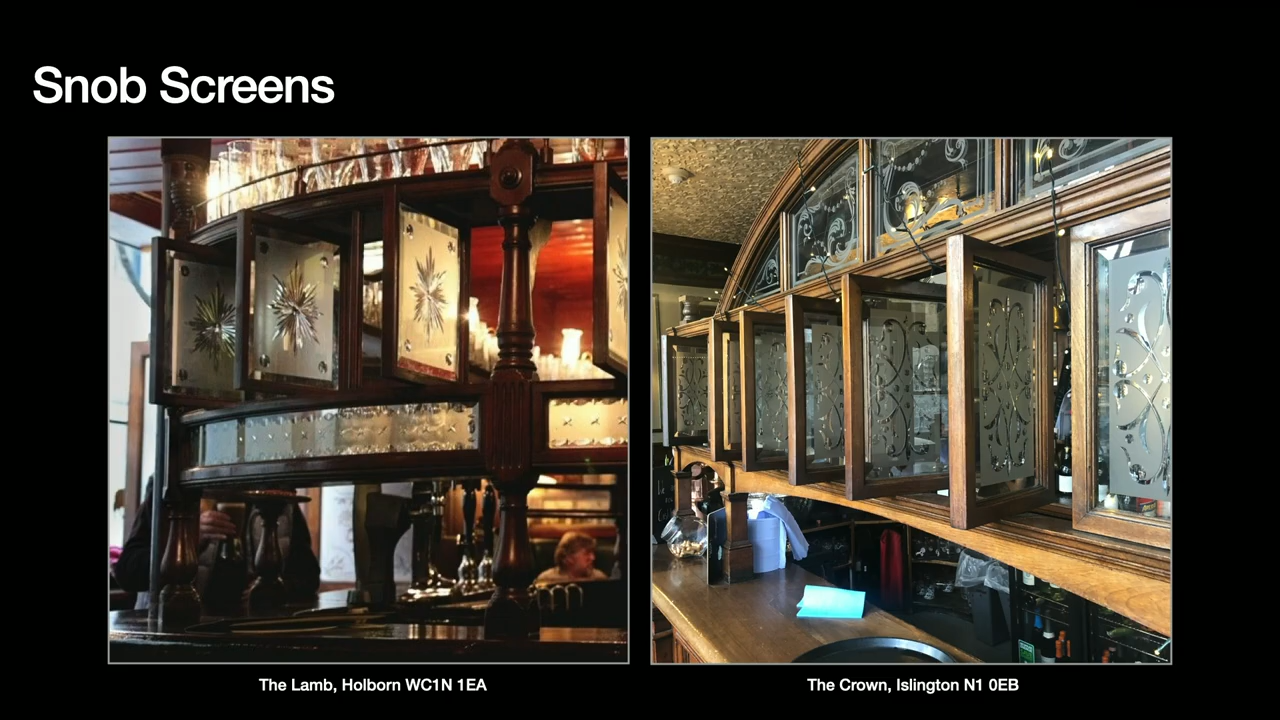 Snob Screens
The Lamb, Holborn WC1N 1EA
The Crown, Islington N1 0EB